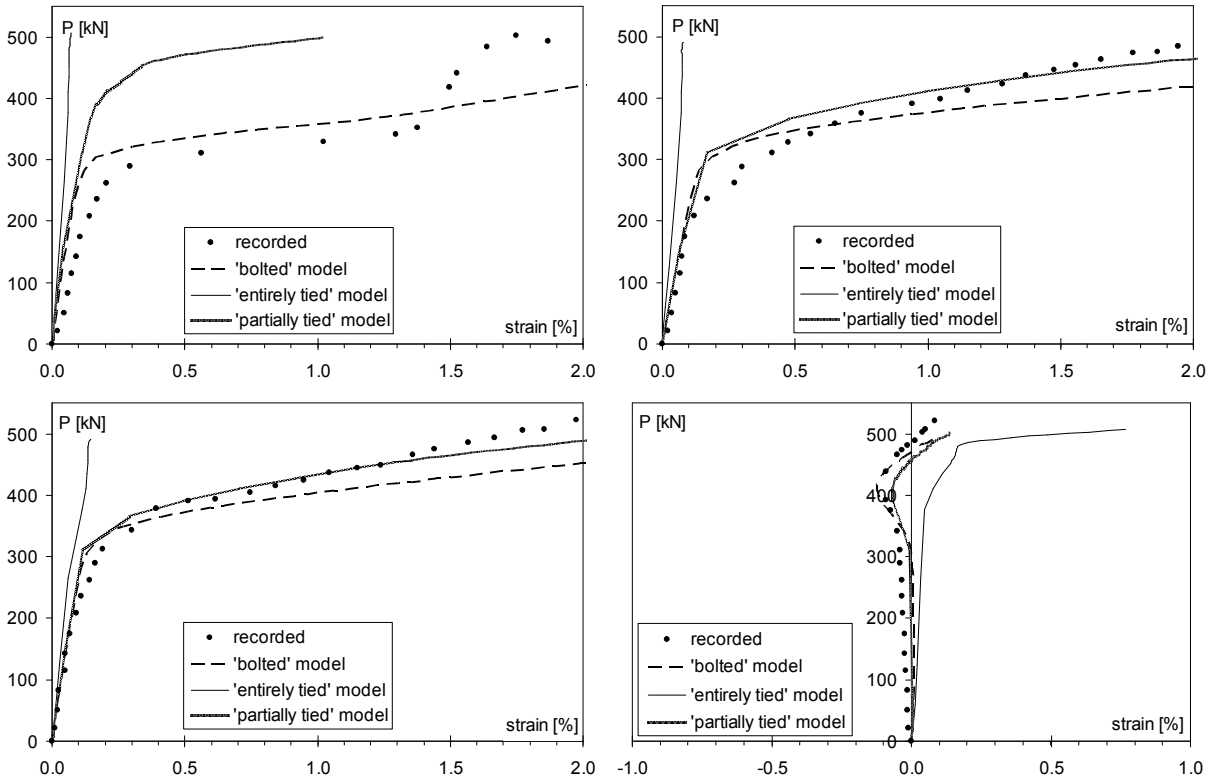 P [kN]
500
400
300
200
100
0
recorded
'bolted' model
'entirely tied' model
'partially tied' model
strain [%]
0.0 0.5 1.0 1.5 2.0
P [kN]
500
400
300
200
100
0
recorded
'bolted' model
'entirely tied' model
'partially tied' model
strain [%]
0.0 0.5 1.0 1.5 2.0
P [kN]
500
400
300
200
100
0
recorded
'bolted' model
'entirely tied' model
'partially tied' model
strain [%]
0.0 0.5 1.0 1.5 2.0
P [kN]
500
400
300
200
100
0
recorded
'bolted' model
'entirely tied' model
'partially tied' model
strain [%]
-1.0 -0.5 0.0 0.5 1.0